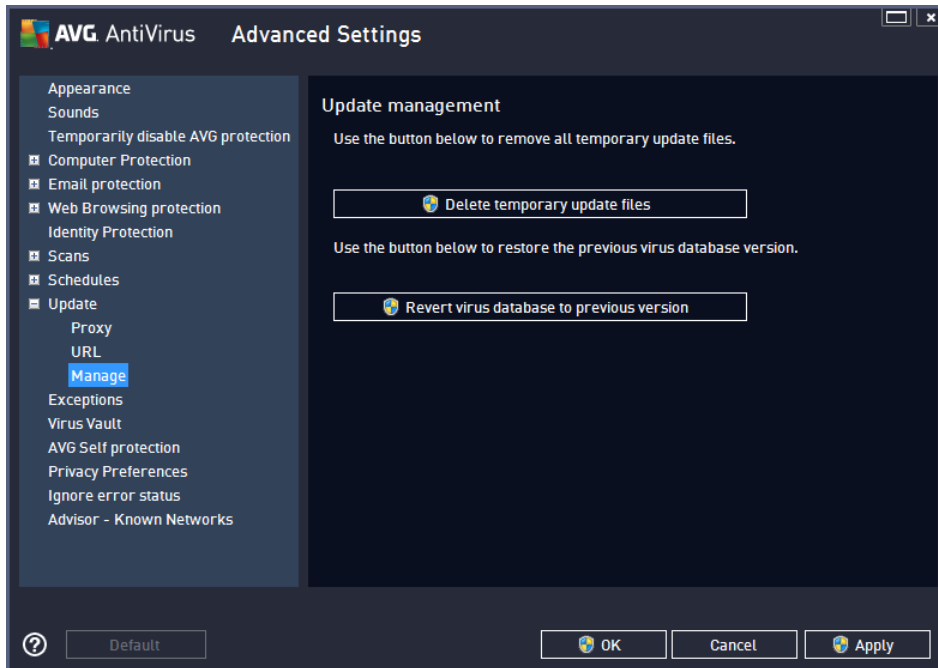 AVG. AntiVirus Advanced Settings
Appearance
Sounds
Temporarily disable AVG protection
Computer Protection
Email protection
Web Browsing protection
Identity Protection
Scans
Schedules
Update
Proxy
URL
Manage
Exceptions
Virus Vault
AVG Self protection
Privacy Preferences
Ignore error status
Advisor - Known Networks
Update management
Use the button below to remove all temporary update files.
Delete temporary update files
Use the button below to restore the previous virus database version.
Revert virus database to previous version
? Default OK Cancel Apply